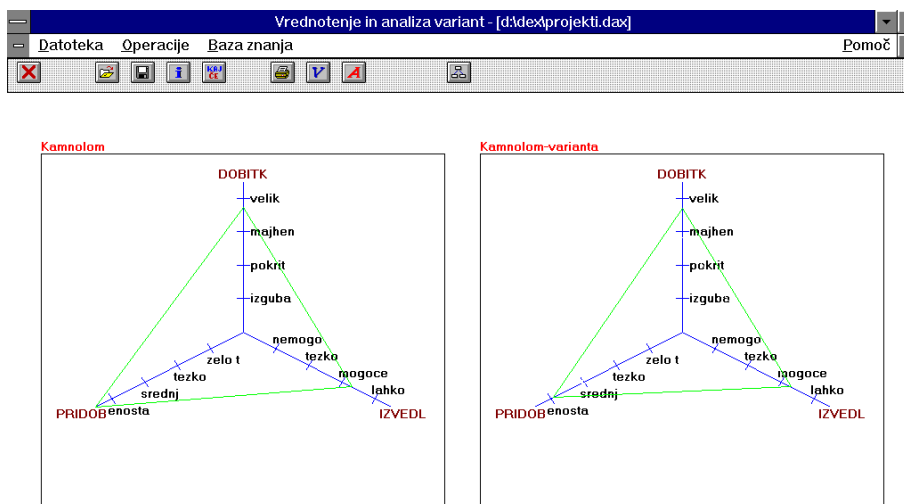 Vrednotenje in analiza variant - [d:\dex\projekti.dax]
Datoteka Operacije Baza znanja Pomoč
KAJ ČE
i V A
Kamnolom
DOBITK
velik
majhen
pokrit
izguba
nemogo
zelo t
tezko
tezko
mogoce
srednj
lahko
PRIDOB
enosta
IZVEDL
Kamnolom-varianta
DOBITK
velik
majhen
pokrit
izguba
nemogo
zelo t
tezko
tezko
mogoce
srednj
lahko
PRIDOB
enosta
IZVEDL